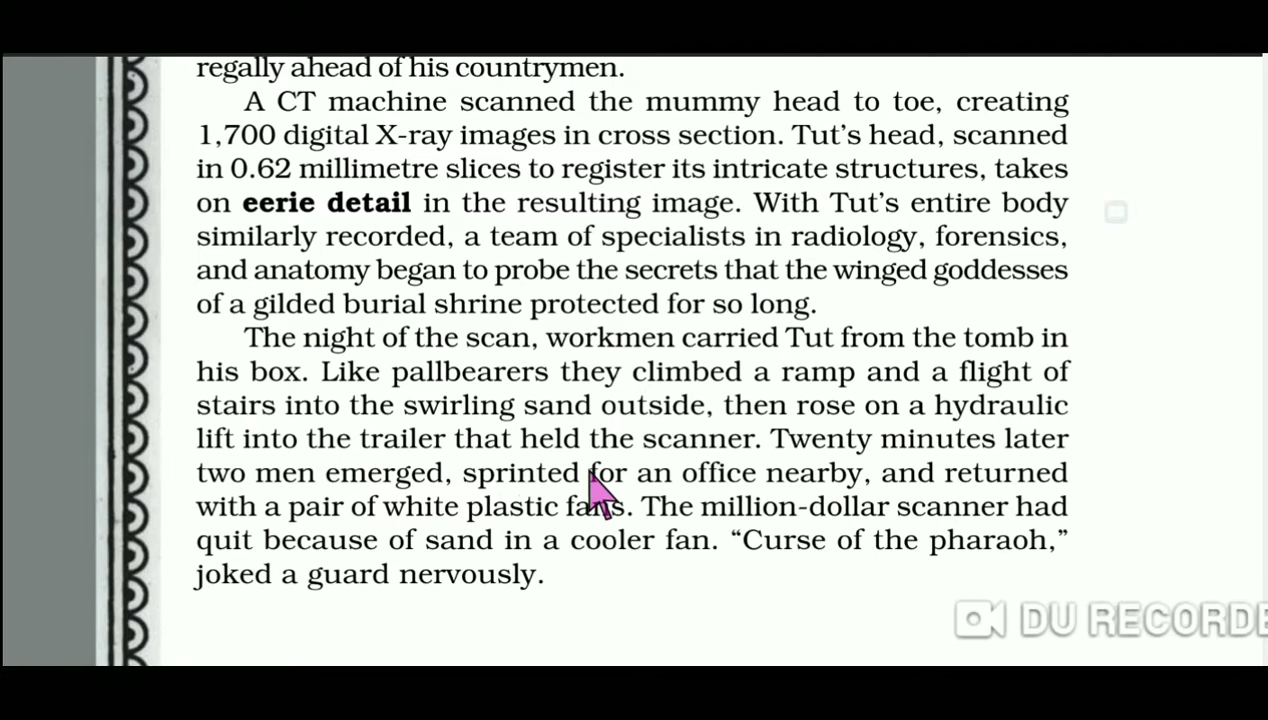 regally ahead of his countrymen.
A CT machine scanned the mummy head to toe, creating
1,700 digital X-ray images in cross section. Tut's head, scanned
in 0.62 millimetre slices to register its intricate structures, takes
on eerie detail in the resulting image. With Tut's entire body
similarly recorded, a team of specialists in radiology, forensics,
and anatomy began to probe the secrets that the winged goddesses
of a gilded burial shrine protected for so long.
The night of the scan, workmen carried Tut from the tomb in
his box. Like pallbearers they climbed a ramp and a flight of
stairs into the swirling sand outside, then rose on a hydraulic
lift into the trailer that held the scanner. Twenty minutes later
two men emerged, sprinted for an office nearby, and returned
with a pair of white plastic fans. The million-dollar scanner had
quit because of sand in a cooler fan. “Curse of the pharaoh,”
joked a guard nervously.
DU RECORDE